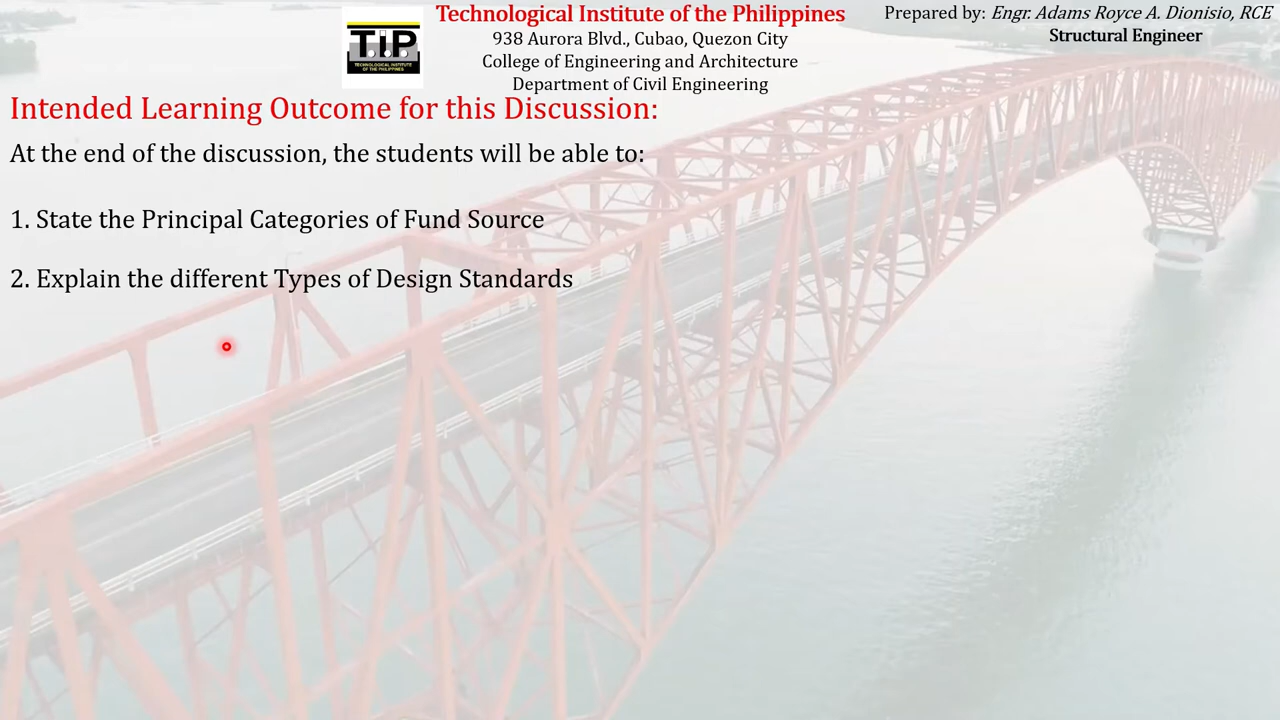 Technological Institute of the Philippines
938 Aurora Blvd., Cubao, Quezon City
College of Engineering and Architecture
Department of Civil Engineering
Prepared by: Engr. Adams Royce A. Dionisio, RCE
Structural Engineer
TiP
TECHNOLOGICAL INSTITUTE
OF THE PHILIPPINES
Intended Learning Outcome for this Discussion:
At the end of the discussion, the students will be able to:
1. State the Principal Categories of Fund Source
2. Explain the different Types of Design Standards